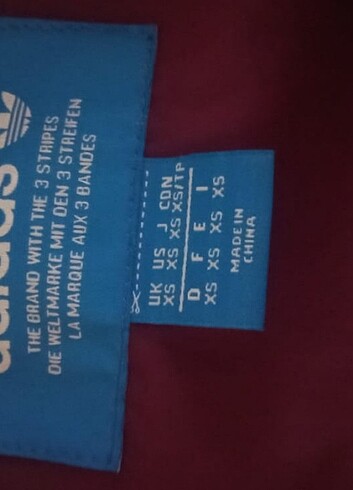 adidas
THE BRAND WITH THE 3 STRIPES
DIE WELTMARKE MIT DEN 3 STREIFEN
LA MARQUE AUX 3 BANDES
UK US J CDN
XS XS XS XS/TP
D F E I
XS XS XS XS
MADE IN
CHINA